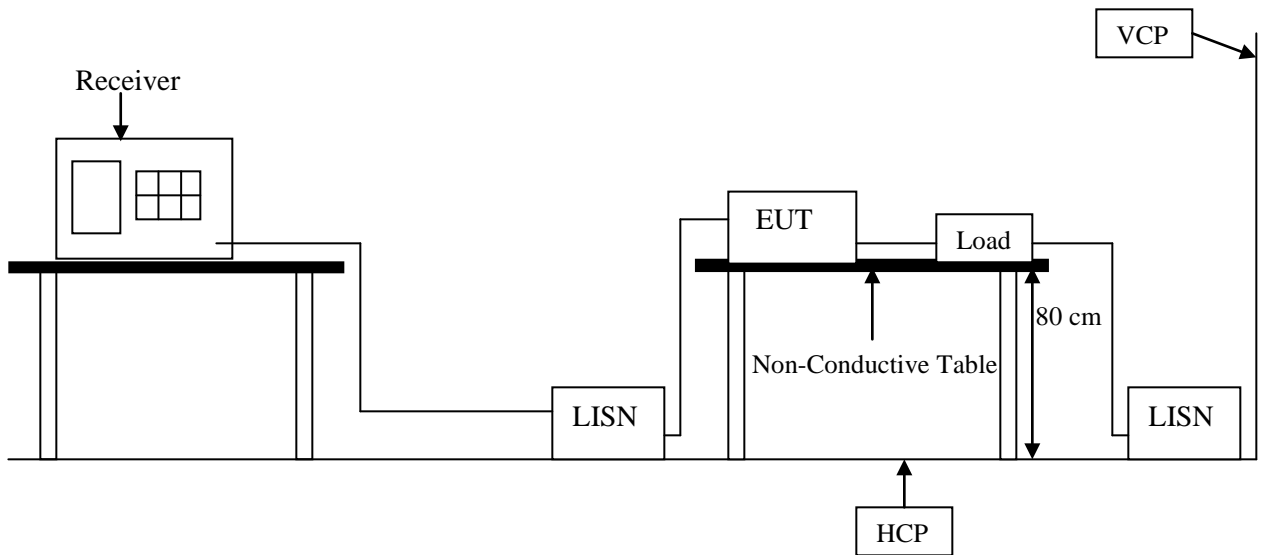 VCP
Receiver
EUT
Load
80 cm
Non-Conductive Table
LISN
LISN
HCP